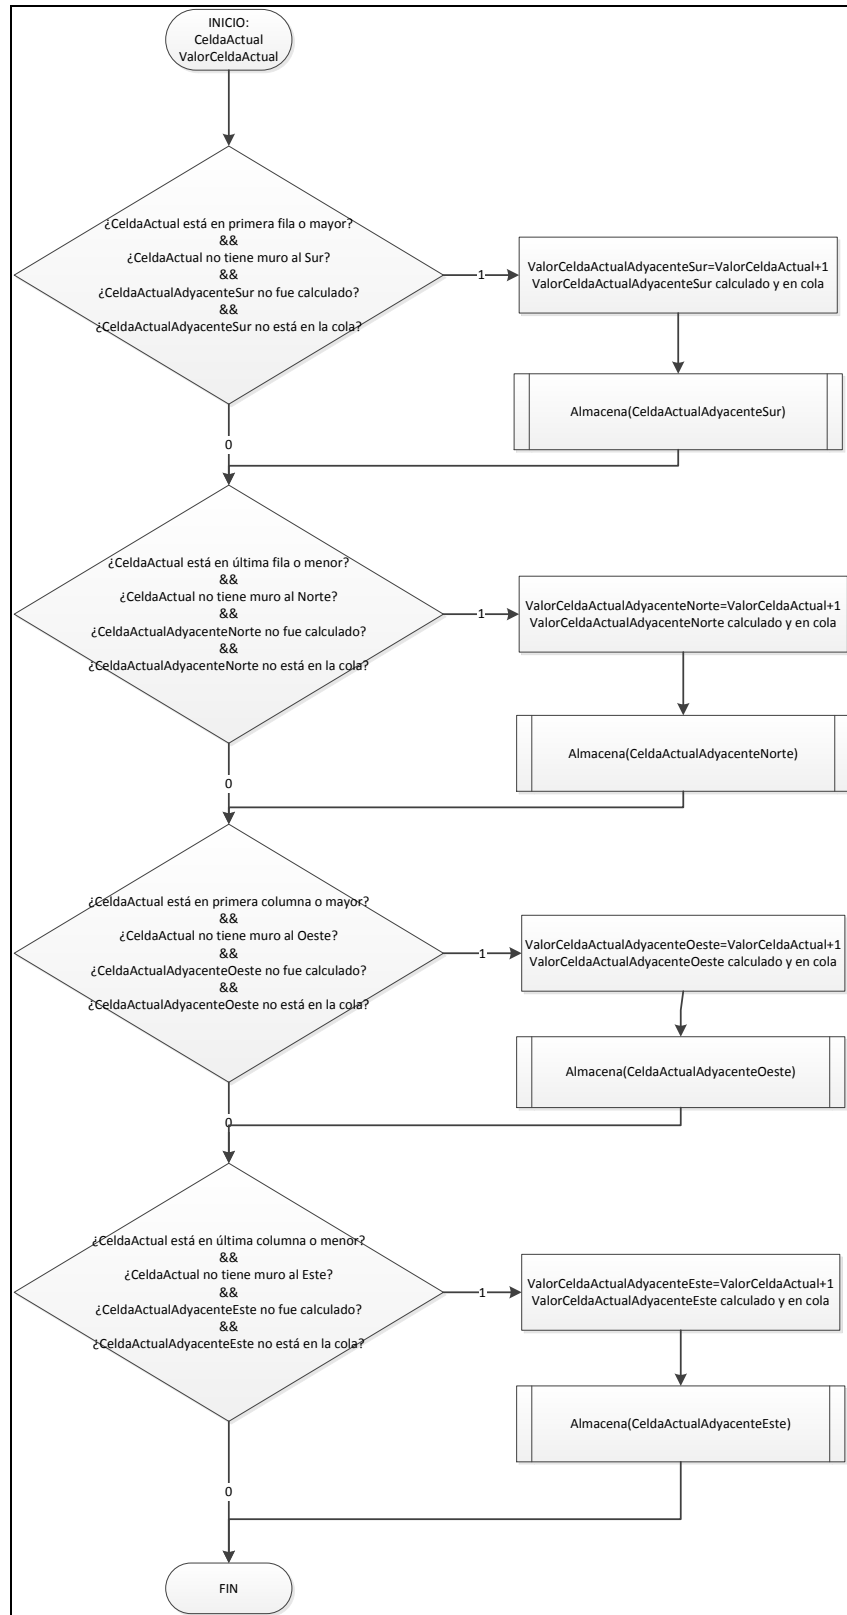 INICIO:
CeldaActual
ValorCeldaActual
¿CeldaActual está en primera fila o mayor?
&&
¿CeldaActual no tiene muro al Sur?
&&
¿CeldaActualAdyacenteSur no fue calculado?
&&
¿CeldaActualAdyacenteSur no está en la cola?
1
ValorCeldaActualAdyacenteSur=ValorCeldaActual+1
ValorCeldaActualAdyacenteSur calculado y en cola
Almacena(CeldaActualAdyacenteSur)
0
¿CeldaActual está en última fila o menor?
&&
¿CeldaActual no tiene muro al Norte?
&&
¿CeldaActualAdyacenteNorte no fue calculado?
&&
¿CeldaActualAdyacenteNorte no está en la cola?
1
ValorCeldaActualAdyacenteNorte=ValorCeldaActual+1
ValorCeldaActualAdyacenteNorte calculado y en cola
Almacena(CeldaActualAdyacenteNorte)
0
¿CeldaActual está en primera columna o mayor?
&&
¿CeldaActual no tiene muro al Oeste?
&&
¿CeldaActualAdyacenteOeste no fue calculado?
&&
¿CeldaActualAdyacenteOeste no está en la cola?
1
ValorCeldaActualAdyacenteOeste=ValorCeldaActual+1
ValorCeldaActualAdyacenteOeste calculado y en cola
Almacena(CeldaActualAdyacenteOeste)
0
¿CeldaActual está en última columna o menor?
&&
¿CeldaActual no tiene muro al Este?
&&
¿CeldaActualAdyacenteEste no fue calculado?
&&
¿CeldaActualAdyacenteEste no está en la cola?
1
ValorCeldaActualAdyacenteEste=ValorCeldaActual+1
ValorCeldaActualAdyacenteEste calculado y en cola
Almacena(CeldaActualAdyacenteEste)
0
FIN